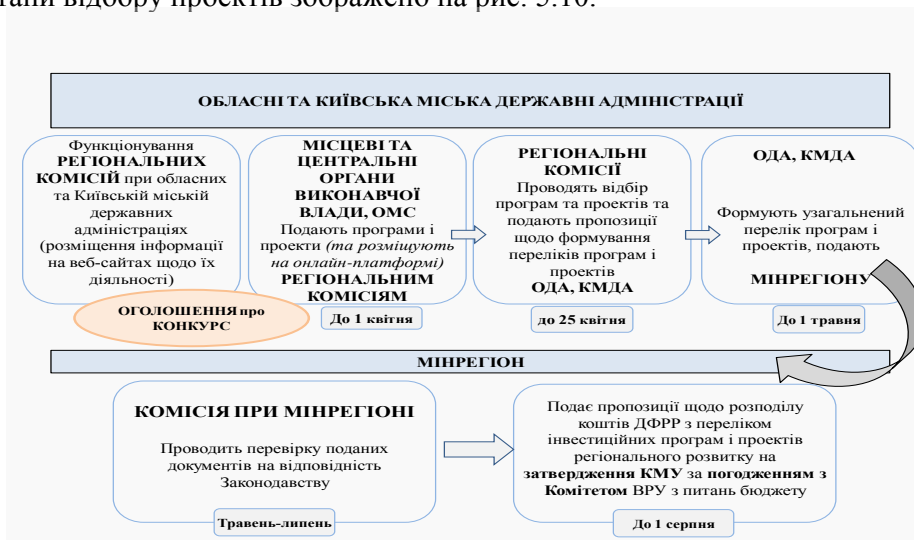 тапи відбору проєктів зображено на рис. 5.10.
ОБЛАСНІ ТА КИЇВСЬКА МІСЬКА ДЕРЖАВНІ АДМІНІСТРАЦІЇ
Функціонування
РЕГІОНАЛЬНИХ
КОМІСІЙ при обласних
та Київській міській
державних
адміністраціях
(розміщення інформації
на веб-сайтах щодо їх
діяльності)
ОГОЛОШЕННЯ про
КОНКУРС
МІСЦЕВІ ТА
ЦЕНТРАЛЬНІ
ОРГАНИ
ВИКОНАВЧОЇ
ВЛАДИ, ОМС
Подають програми і
проекти (та розміщують
на онлайн-платформі)
РЕГІОНАЛЬНИМ
КОМІСІЯМ
До 1 квітня
РЕГІОНАЛЬНІ
КОМІСІЇ
Проводять відбір
програм та проектів та
подають пропозиції
щодо формування
переліків програм і
проектів
ОДА, КМДА
до 25 квітня
ОДА, КМДА
Формують узагальнений
перелік програм і
проектів, подають
МІНРЕГІОНУ
До 1 травня
МІНРЕГІОН
КОМІСІЯ ПРИ МІНРЕГІОНІ
Проводить перевірку поданих
документів на відповідність
Законодавству
Травень-липень
Подає пропозиції щодо розподілу
коштів ДФРР з переліком
інвестиційних програм і проектів
регіонального розвитку на
затвердження КМУ за погодженням з
Комітетом ВРУ з питань бюджету
До 1 серпня